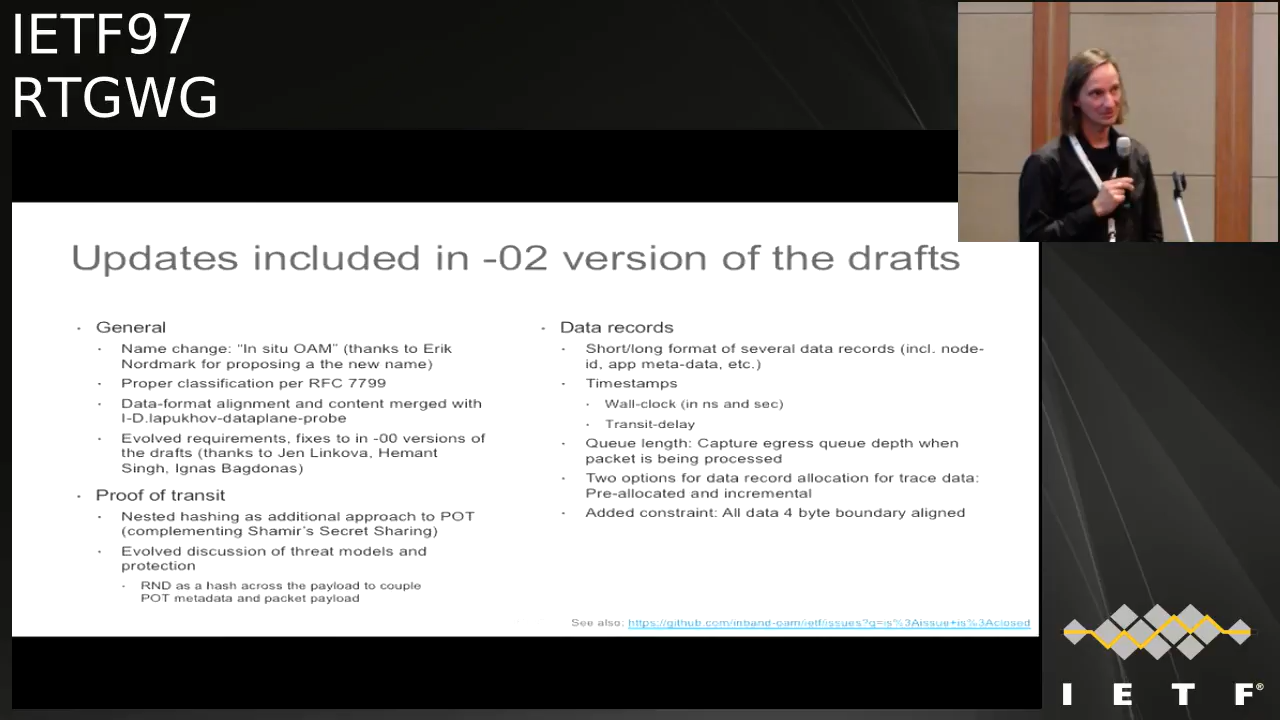 IETF97
RTGWG
Updates included in -02 version of the drafts
· General
· Name change: "In situ OAM" (thanks to Erik
Nordmark for proposing a the new name)
· Proper classification per RFC 7799
· Data-format alignment and content merged with
I-D.lapukhov-dataplane-probe
· Evolved requirements, fixes to in -00 versions of
the drafts (thanks to Jen Linkova, Hemant
Singh, Ignas Bagdonas)
· Proof of transit
· Nested hashing as additional approach to POT
(complementing Shamir's Secret Sharing)
· Evolved discussion of threat models and
protection
· RND as a hash across the payload to couple
POT metadata and packet payload
· Data records
· Short/long format of several data records (incl. node-
id, app meta-data, etc.)
· Timestamps
· Wall-clock (in ns and sec)
· Transit-delay
· Queue length: Capture egress queue depth when
packet is being processed
· Two options for data record allocation for trace data:
Pre-allocated and incremental
· Added constraint: All data 4 byte boundary aligned
See also: https://github.com/inband-oam/ietf/issues?q=is%3Aissue+is%3Aclosed
I E T F®